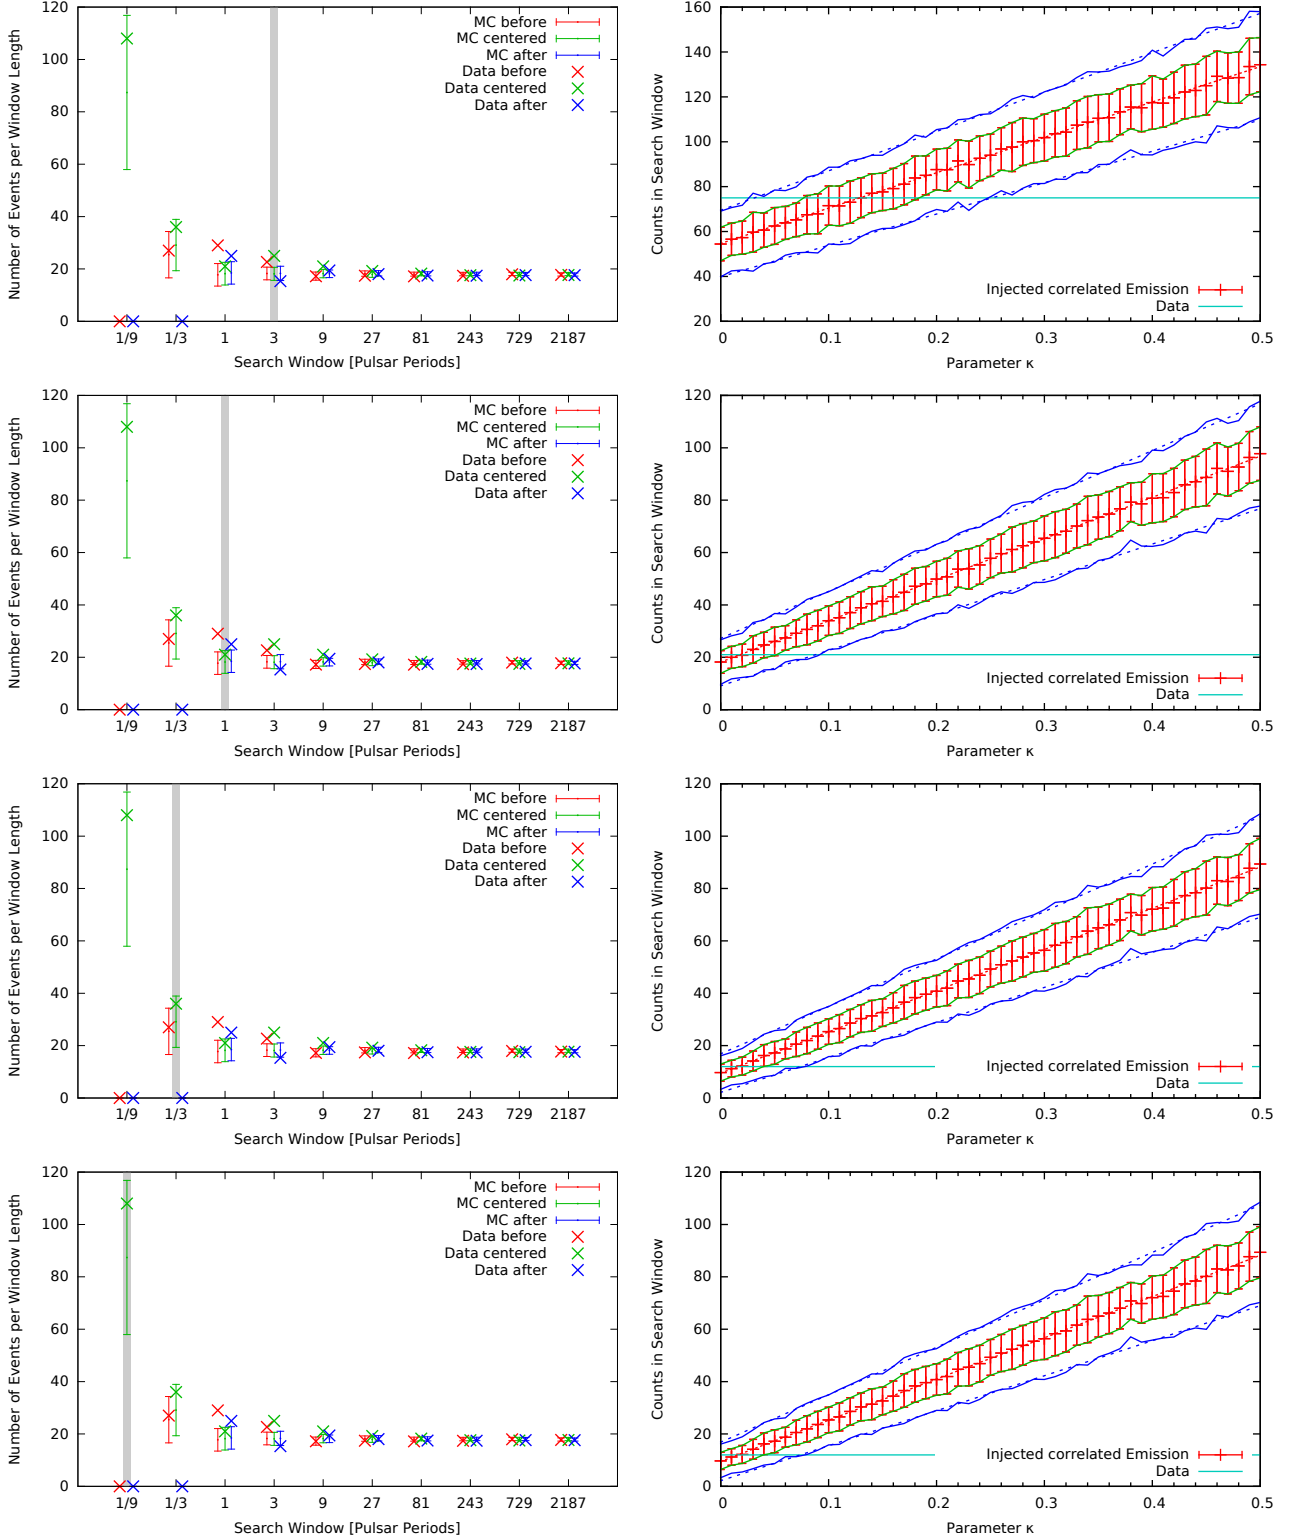 Number of Events per Window Length
120
100
80
60
40
20
0
1/9 1/3 1 3 9 27 81 243 729 2187
Search Window [Pulsar Periods]
MC before
MC centered
MC after
Data before
Data centered
Data after
Counts in Search Window
160
140
120
100
80
60
40
20
0 0.1 0.2 0.3 0.4 0.5
Parameter κ
Injected correlated Emission
Data
Number of Events per Window Length
120
100
80
60
40
20
0
1/9 1/3 1 3 9 27 81 243 729 2187
Search Window [Pulsar Periods]
MC before
MC centered
MC after
Data before
Data centered
Data after
Counts in Search Window
120
100
80
60
40
20
0
0 0.1 0.2 0.3 0.4 0.5
Parameter κ
Injected correlated Emission
Data
Number of Events per Window Length
120
100
80
60
40
20
0
1/9 1/3 1 3 9 27 81 243 729 2187
Search Window [Pulsar Periods]
MC before
MC centered
MC after
Data before
Data centered
Data after
Counts in Search Window
120
100
80
60
40
20
0
0 0.1 0.2 0.3 0.4 0.5
Parameter κ
Injected correlated Emission
Data
Number of Events per Window Length
120
100
80
60
40
20
0
1/9 1/3 1 3 9 27 81 243 729 2187
Search Window [Pulsar Periods]
MC before
MC centered
MC after
Data before
Data centered
Data after
Counts in Search Window
120
100
80
60
40
20
0
0 0.1 0.2 0.3 0.4 0.5
Parameter κ
Injected correlated Emission
Data